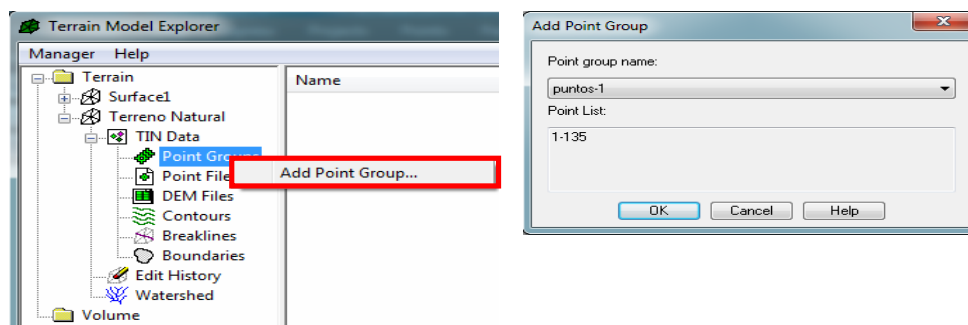 Terrain Model Explorer
Manager Help
Terrain
Surface1
Terreno Natural
TIN Data
Point Groups
Point File
DEM Files
Contours
Breaklines
Boundaries
Edit History
Watershed
Volume
Name
Add Point Group...
Add Point Group
Point group name:
puntos-1
Point List:
1-135
OK Cancel Help